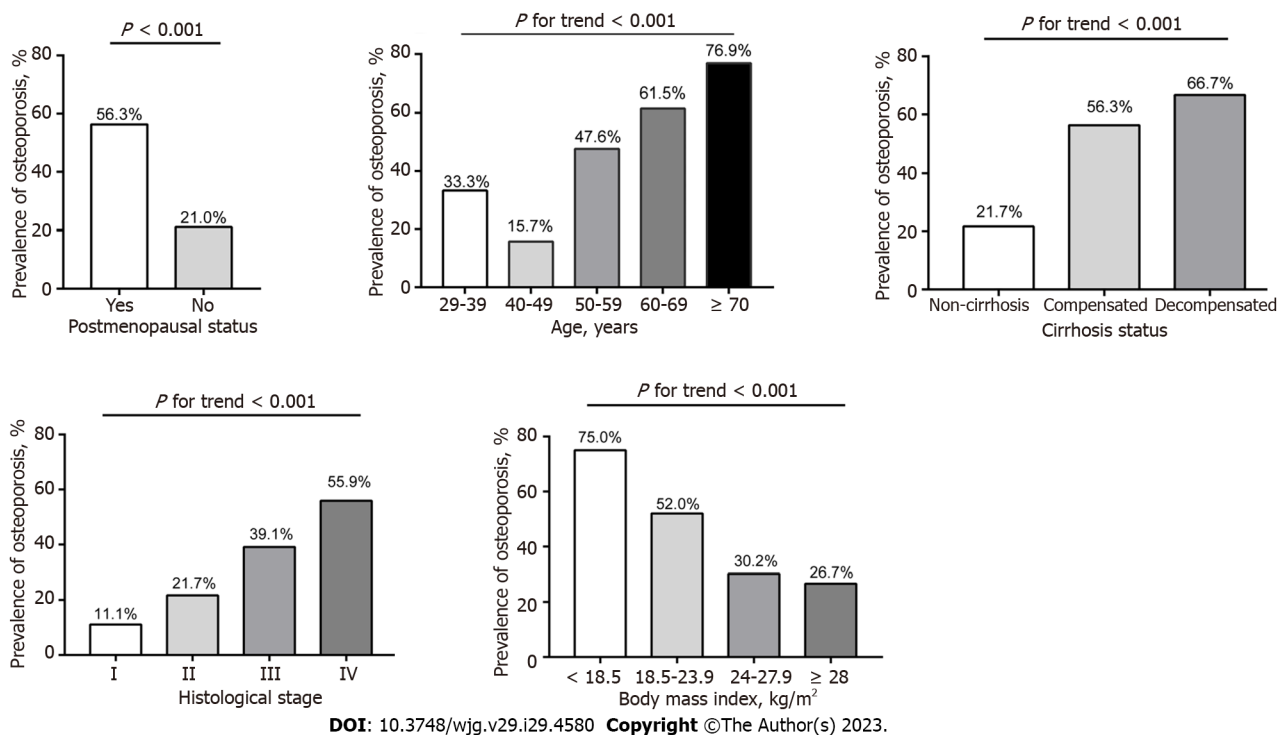 P < 0.001
Prevalence of osteoporosis, %
80
60
40
20
0
56.3%
21.0%
Yes No
Postmenopausal status
P for trend < 0.001
Prevalence of osteoporosis, %
80
60
40
20
0
33.3%
15.7%
47.6%
61.5%
76.9%
29-39 40-49 50-59 60-69 ≥ 70
Age, years
P for trend < 0.001
Prevalence of osteoporosis, %
80
60
40
20
0
21.7%
56.3%
66.7%
Non-cirrhosis Compensated Decompensated
Cirrhosis status
P for trend < 0.001
Prevalence of osteoporosis, %
80
60
40
20
0
11.1%
21.7%
39.1%
55.9%
I II III IV
Histological stage
P for trend < 0.001
Prevalence of osteoporosis, %
80
60
40
20
0
75.0%
52.0%
30.2%
26.7%
< 18.5 18.5-23.9 24-27.9 ≥ 28
Body mass index, kg/m²
DOI: 10.3748/wjg.v29.i29.4580 Copyright ©The Author(s) 2023.